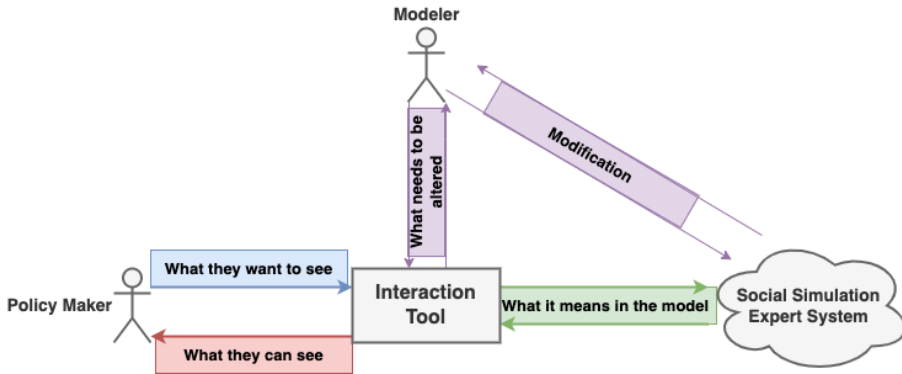 Modeler
What needs to be
altered
Modification
What they want to see
Policy Maker
Interaction
Tool
What it means in the model
Social Simulation
Expert System
What they can see